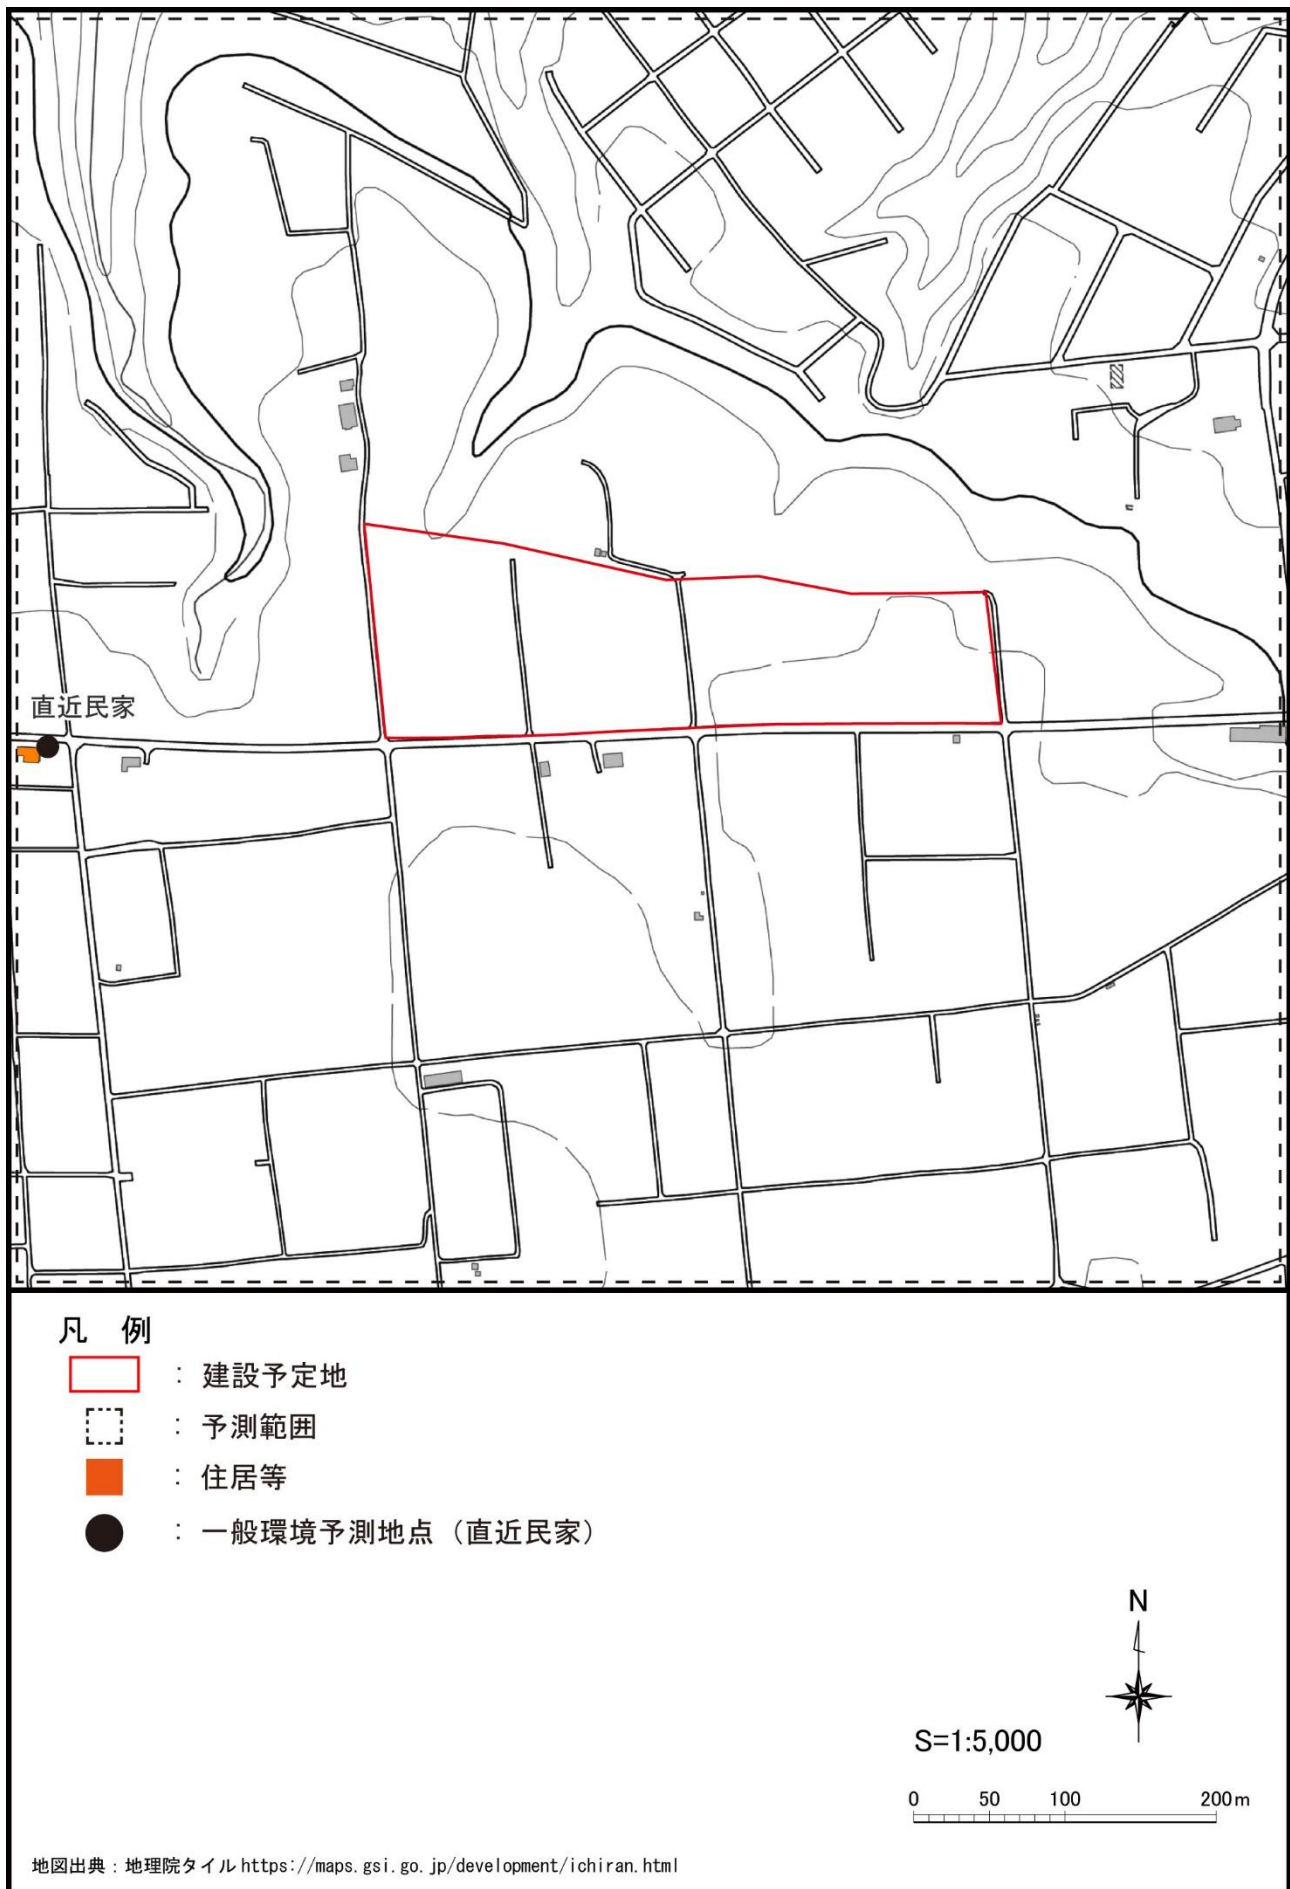 直近民家
凡　例
： 建設予定地
： 予測範囲
： 住居等
： 一般環境予測地点（直近民家）
N
S=1:5,000
0 50 100 200m
地図出典：地理院タイル https://maps.gsi.go.jp/development/ichiran.html